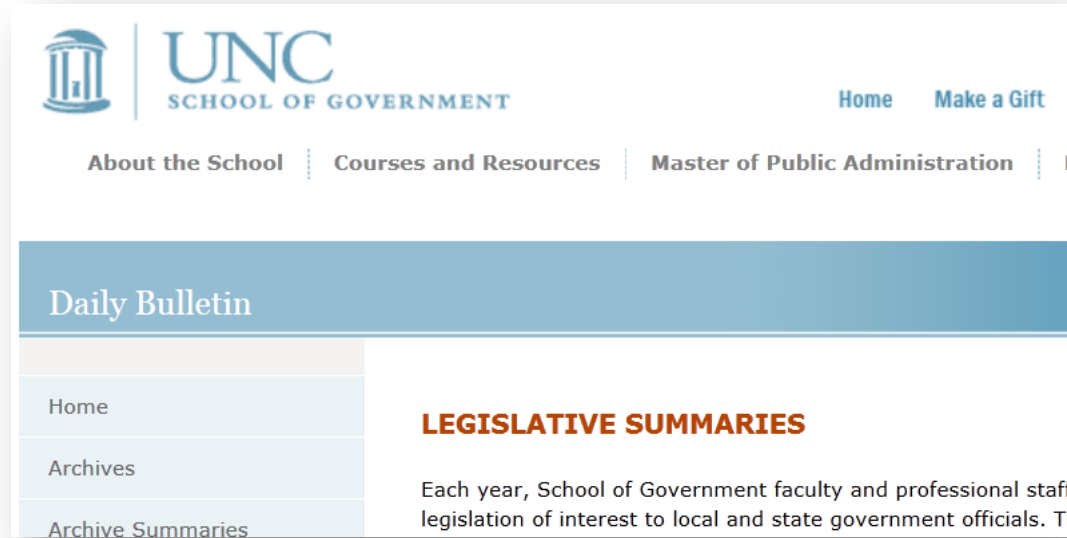 UNC
SCHOOL OF GOVERNMENT
Home Make a Gift
About the School Courses and Resources Master of Public Administration
Daily Bulletin
Home
Archives
Archive Summaries
LEGISLATIVE SUMMARIES
Each year, School of Government faculty and professional staff
legislation of interest to local and state government officials. T